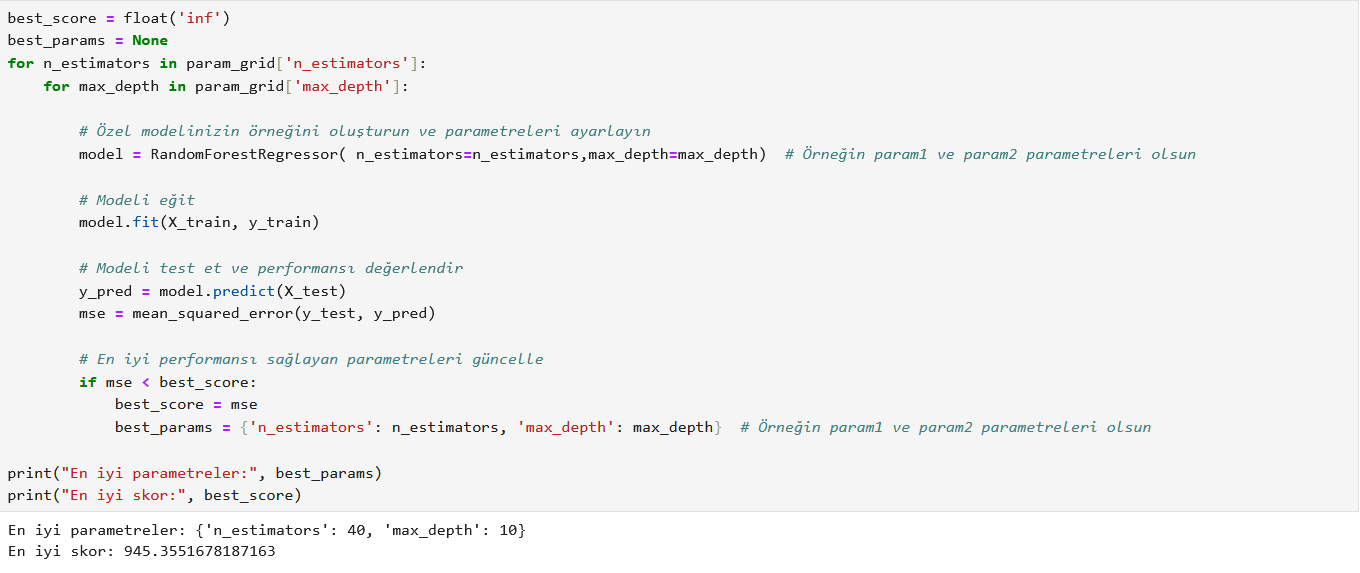 best_score = float('inf')
best_params = None
for n_estimators in param_grid['n_estimators']:
    for max_depth in param_grid['max_depth']:
        # Özel modelinizin örneğini oluşturun ve parametreleri ayarlayın
        model = RandomForestRegressor( n_estimators=n_estimators,max_depth=max_depth)  # Örneğin param1 ve param2 parametreleri olsun
        # Modeli eğit
        model.fit(X_train, y_train)
        # Modeli test et ve performansı değerlendir
        y_pred = model.predict(X_test)
        mse = mean_squared_error(y_test, y_pred)
        # En iyi performansı sağlayan parametreleri güncelle
        if mse < best_score:
            best_score = mse
            best_params = {'n_estimators': n_estimators, 'max_depth': max_depth}  # Örneğin param1 ve param2 parametreleri olsun
print("En iyi parametreler:", best_params)
print("En iyi skor:", best_score)
En iyi parametreler: {'n_estimators': 40, 'max_depth': 10}
En iyi skor: 945.3551678187163